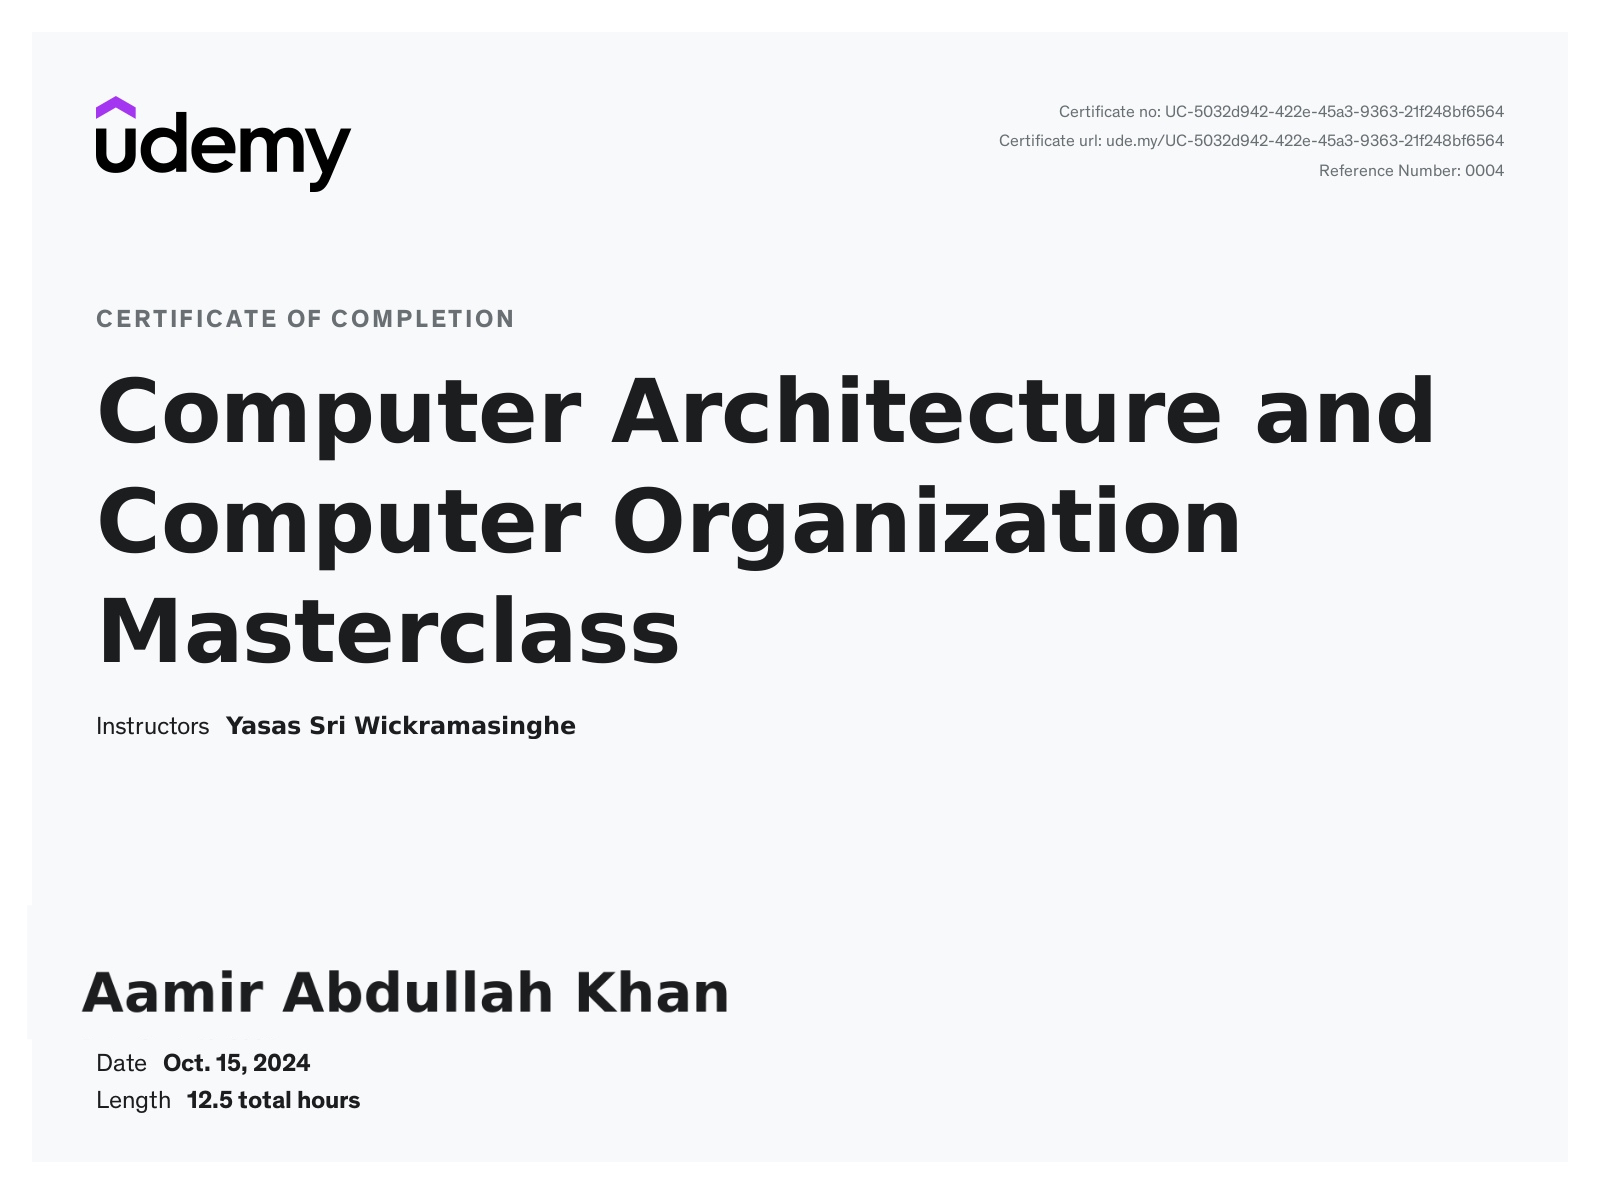 udemy
Certificate no: UC-5032d942-422e-45a3-9363-21f248bf6564
Certificate url: ude.my/UC-5032d942-422e-45a3-9363-21f248bf6564
Reference Number: 0004
CERTIFICATE OF COMPLETION
Computer Architecture and
Computer Organization
Masterclass
Instructors Yasas Sri Wickramasinghe
Aamir Abdullah Khan
Date Oct. 15, 2024
Length 12.5 total hours